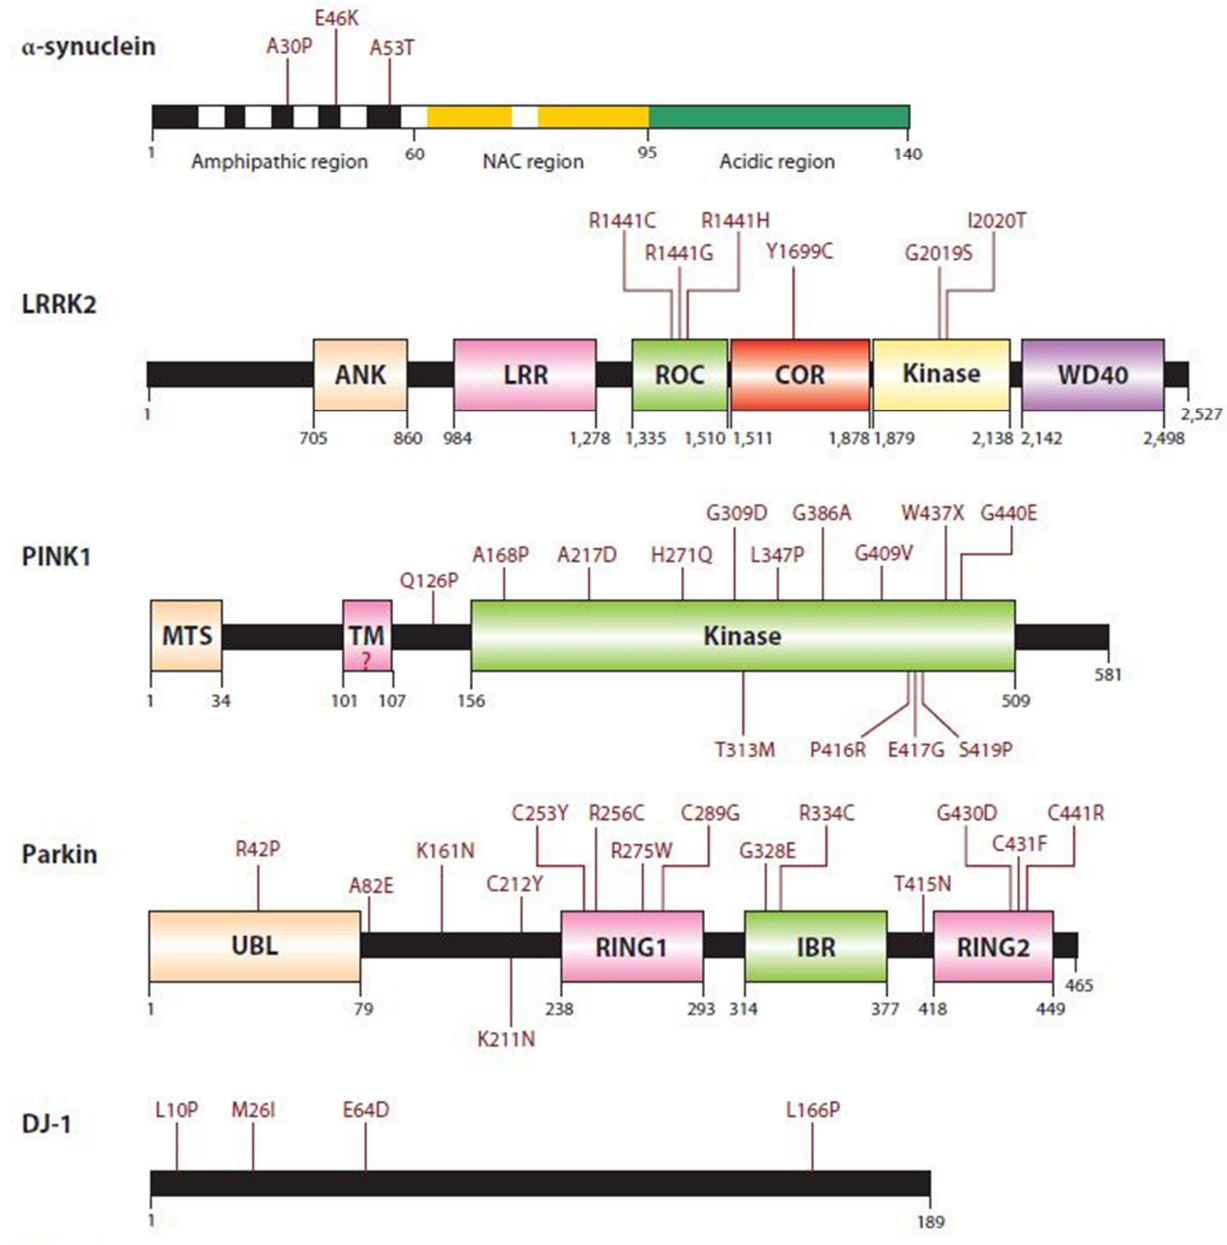 α-synuclein
E46K
A30P A53T
1 60 95 140
Amphipathic region NAC region Acidic region
LRRK2
R1441C R1441H I2020T
R1441G Y1699C G2019S
ANK LRR ROC COR Kinase WD40
1 2,527
705 860 984 1,278 1,335 1,510 1,511 1,878 1,879 2,138 2,142 2,498
PINK1
G309D G386A W437X G440E
A168P A217D H271Q L347P G409V
Q126P
MTS TM Kinase
?
581
1 34 101 107 156 509
T313M P416R E417G S419P
Parkin
C253Y R256C C289G R334C G430D C441R
R42P K161N R275W G328E C431F
A82E C212Y T415N
UBL RING1 IBR RING2
465
1 79 238 293 314 377 418 449
K211N
DJ-1
L10P M26I E64D L166P
1 189